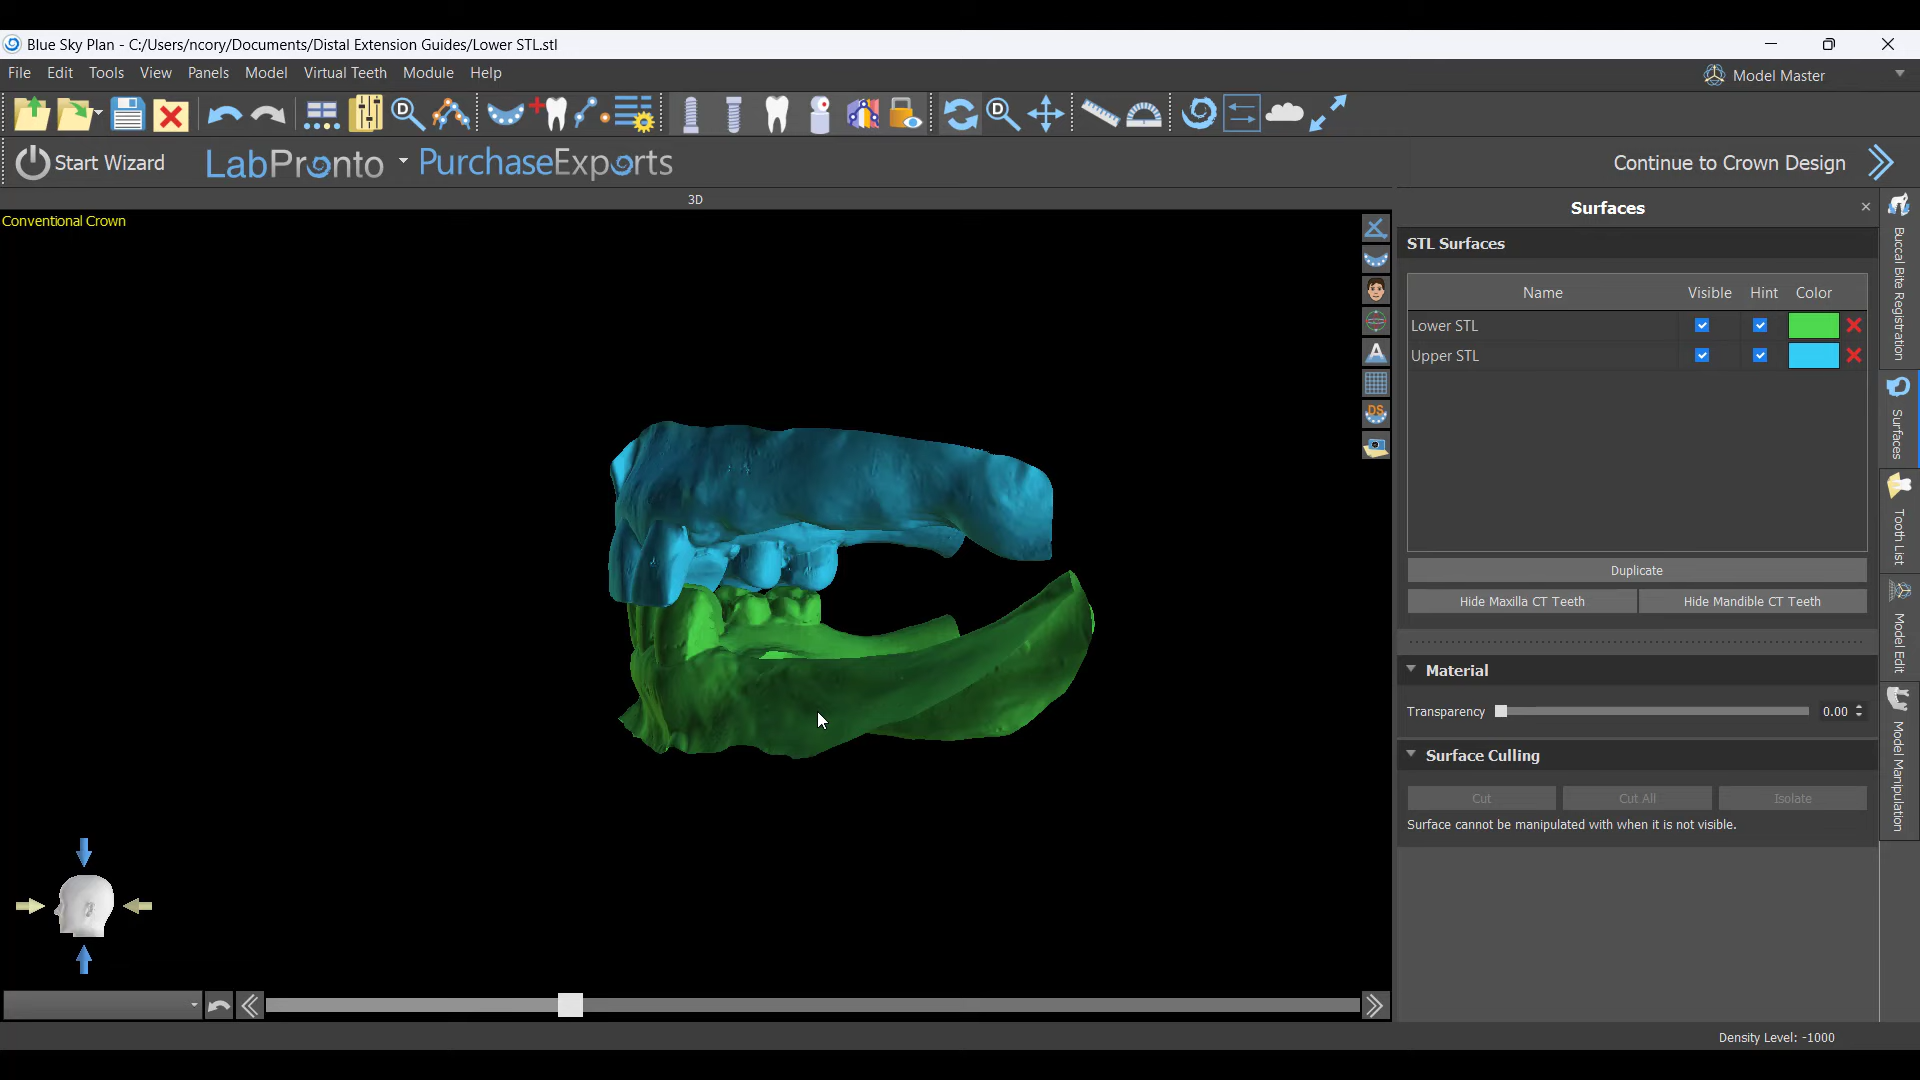 Blue Sky Plan - C:/Users/ncory/Documents/Distal Extension Guides/Lower STL.stl
File Edit Tools View Panels Model Virtual Teeth Module Help
Model Master
Start Wizard
LabPronto
PurchaseExports
Continue to Crown Design
3D
Conventional Crown
Surfaces
STL Surfaces
Name Visible Hint Color
Lower STL
Upper STL
Duplicate
Hide Maxilla CT Teeth Hide Mandible CT Teeth
Material
Transparency 0.00
Surface Culling
Cut Cut All Isolate
Surface cannot be manipulated with when it is not visible.
Buccal Bite Registration
Surfaces
Tooth List
Model Edit
Model Manipulation
A
DS
Density Level: -1000